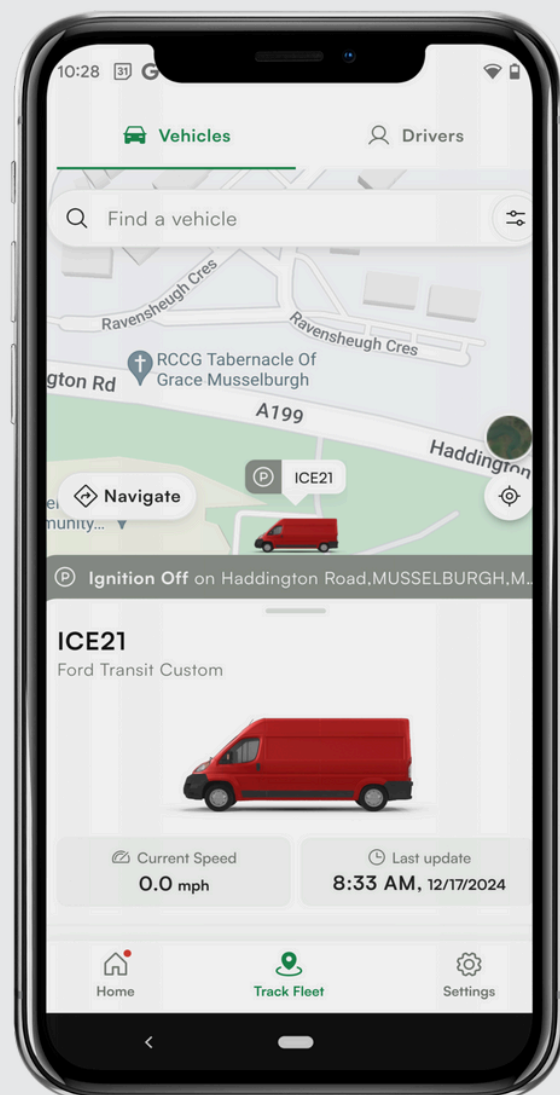 10:28 31 G
Vehicles Drivers
Find a vehicle
Ravensheugh Cres
Ravensheugh Cres
RCCG Tabernacle Of
Grace Musselburgh
gton Rd
A199
Haddington
P ICE21
Navigate
munity...
P Ignition Off on Haddington Road,MUSSELBURGH,M...
ICE21
Ford Transit Custom
Current Speed
0.0 mph
Last update
8:33 AM, 12/17/2024
Home
Track Fleet
Settings